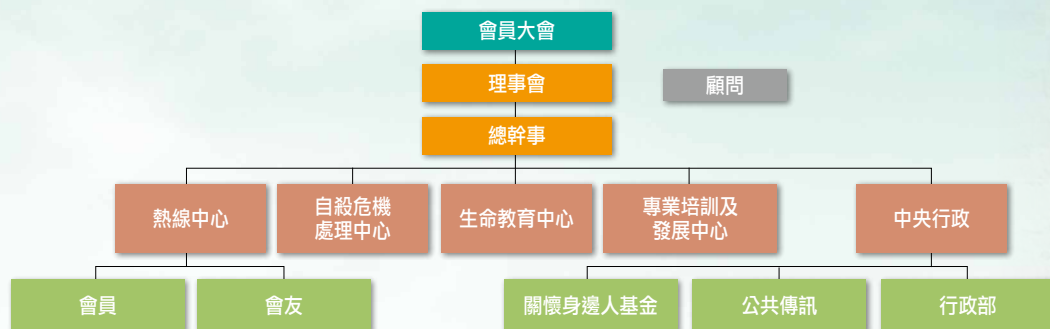 會員大會
理事會
顧問
總幹事
熱線中心
自殺危機
處理中心
生命教育中心
專業培訓及
發展中心
中央行政
會員
會友
關懷身邊人基金
公共傳訊
行政部